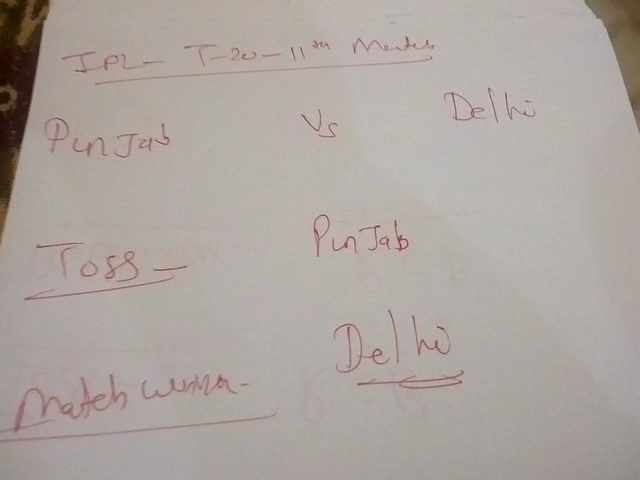 IPL - T-20 - 11th Match
Punjab Vs Delhi
Toss - Punjab
Match winner - Delhi